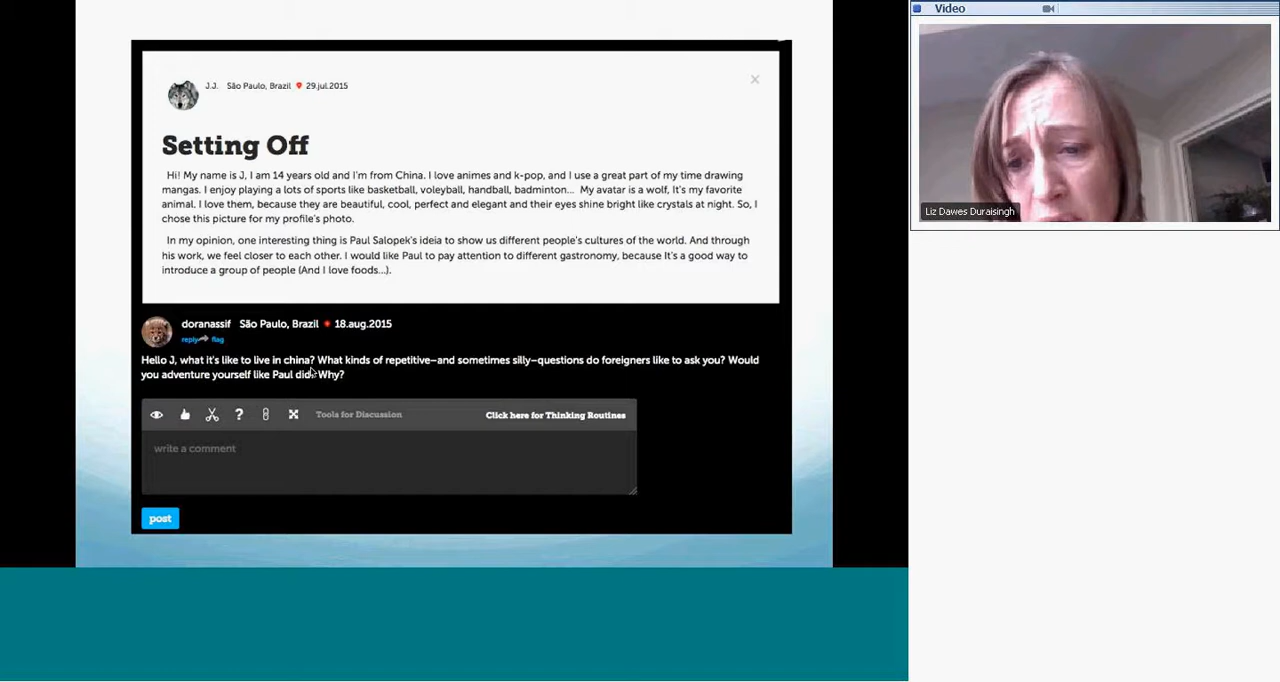 Video
J.J. São Paulo, Brazil 29.jul.2015
Setting Off
Hi! My name is J, I am 14 years old and I'm from China. I love animes and k-pop, and I use a great part of my time drawing
mangas. I enjoy playing a lots of sports like basketball, voleyball, handball, badminton... My avatar is a wolf, It's my favorite
animal. I love them, because they are beautiful, cool, perfect and elegant and their eyes shine bright like crystals at night. So, I
chose this picture for my profile's photo.
In my opinion, one interesting thing is Paul Salopek's ideia to show us different people's cultures of the world. And through
his work, we feel closer to each other. I would like Paul to pay attention to different gastronomy, because It's a good way to
introduce a group of people (And I love foods...).
doranassif São Paulo, Brazil 18.aug.2015
reply flag
Hello J, what it's like to live in china? What kinds of repetitive–and sometimes silly–questions do foreigners like to ask you? Would
you adventure yourself like Paul did? Why?
? Tools for Discussion Click here for Thinking Routines
write a comment
post
Liz Dawes Duraisingh